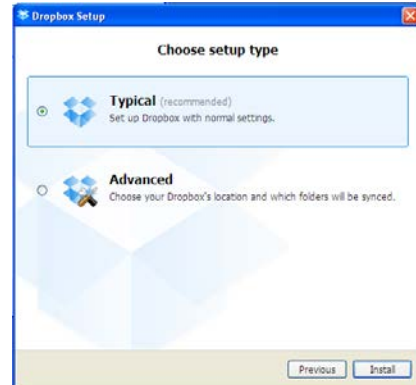 Dropbox Setup
Choose setup type
Typical (recommended)
Set up Dropbox with normal settings.
Advanced
Choose your Dropbox's location and which folders will be synced.
Previous Install